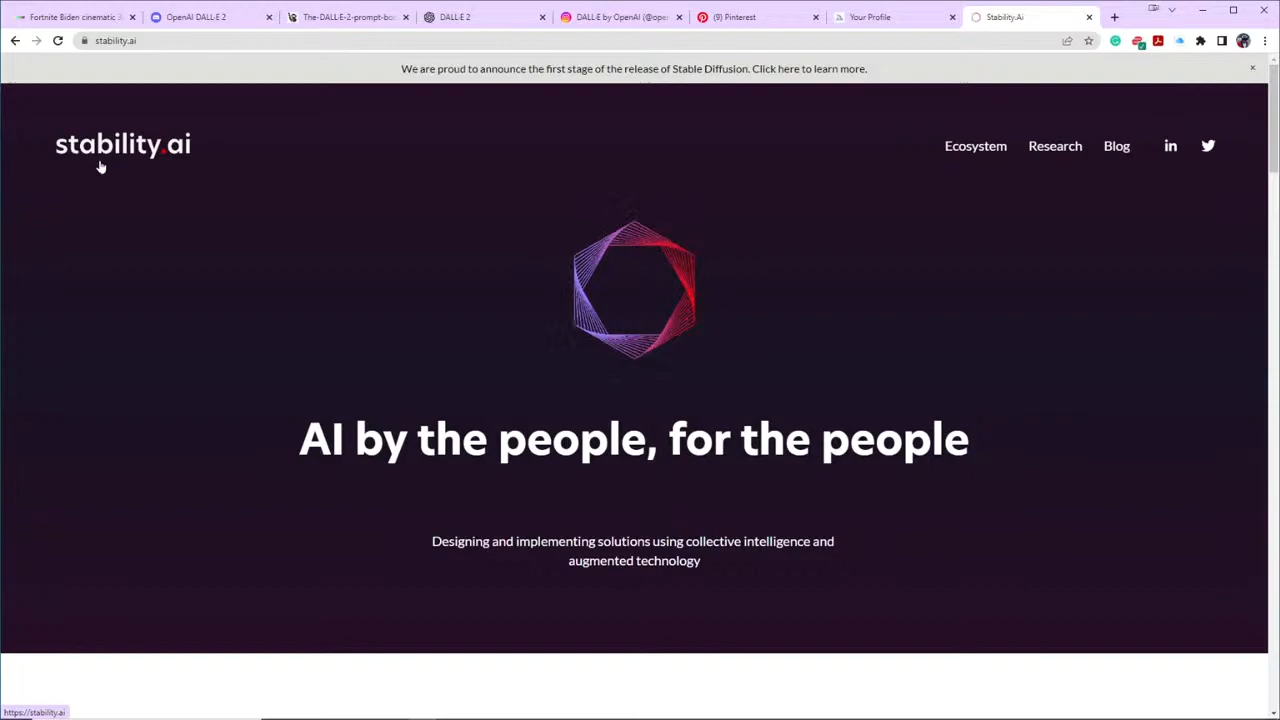 Fortnite Biden cinematic
OpenAI DALL·E 2
The-DALL-E-2-prompt-boo
DALL·E 2
DALL·E by OpenAI (@open
(9) Pinterest
Your Profile
Stability.Ai
stability.ai
We are proud to announce the first stage of the release of Stable Diffusion. Click here to learn more.
stability.ai
Ecosystem
Research
Blog
in
AI by the people, for the people
Designing and implementing solutions using collective intelligence and
augmented technology
https://stability.ai